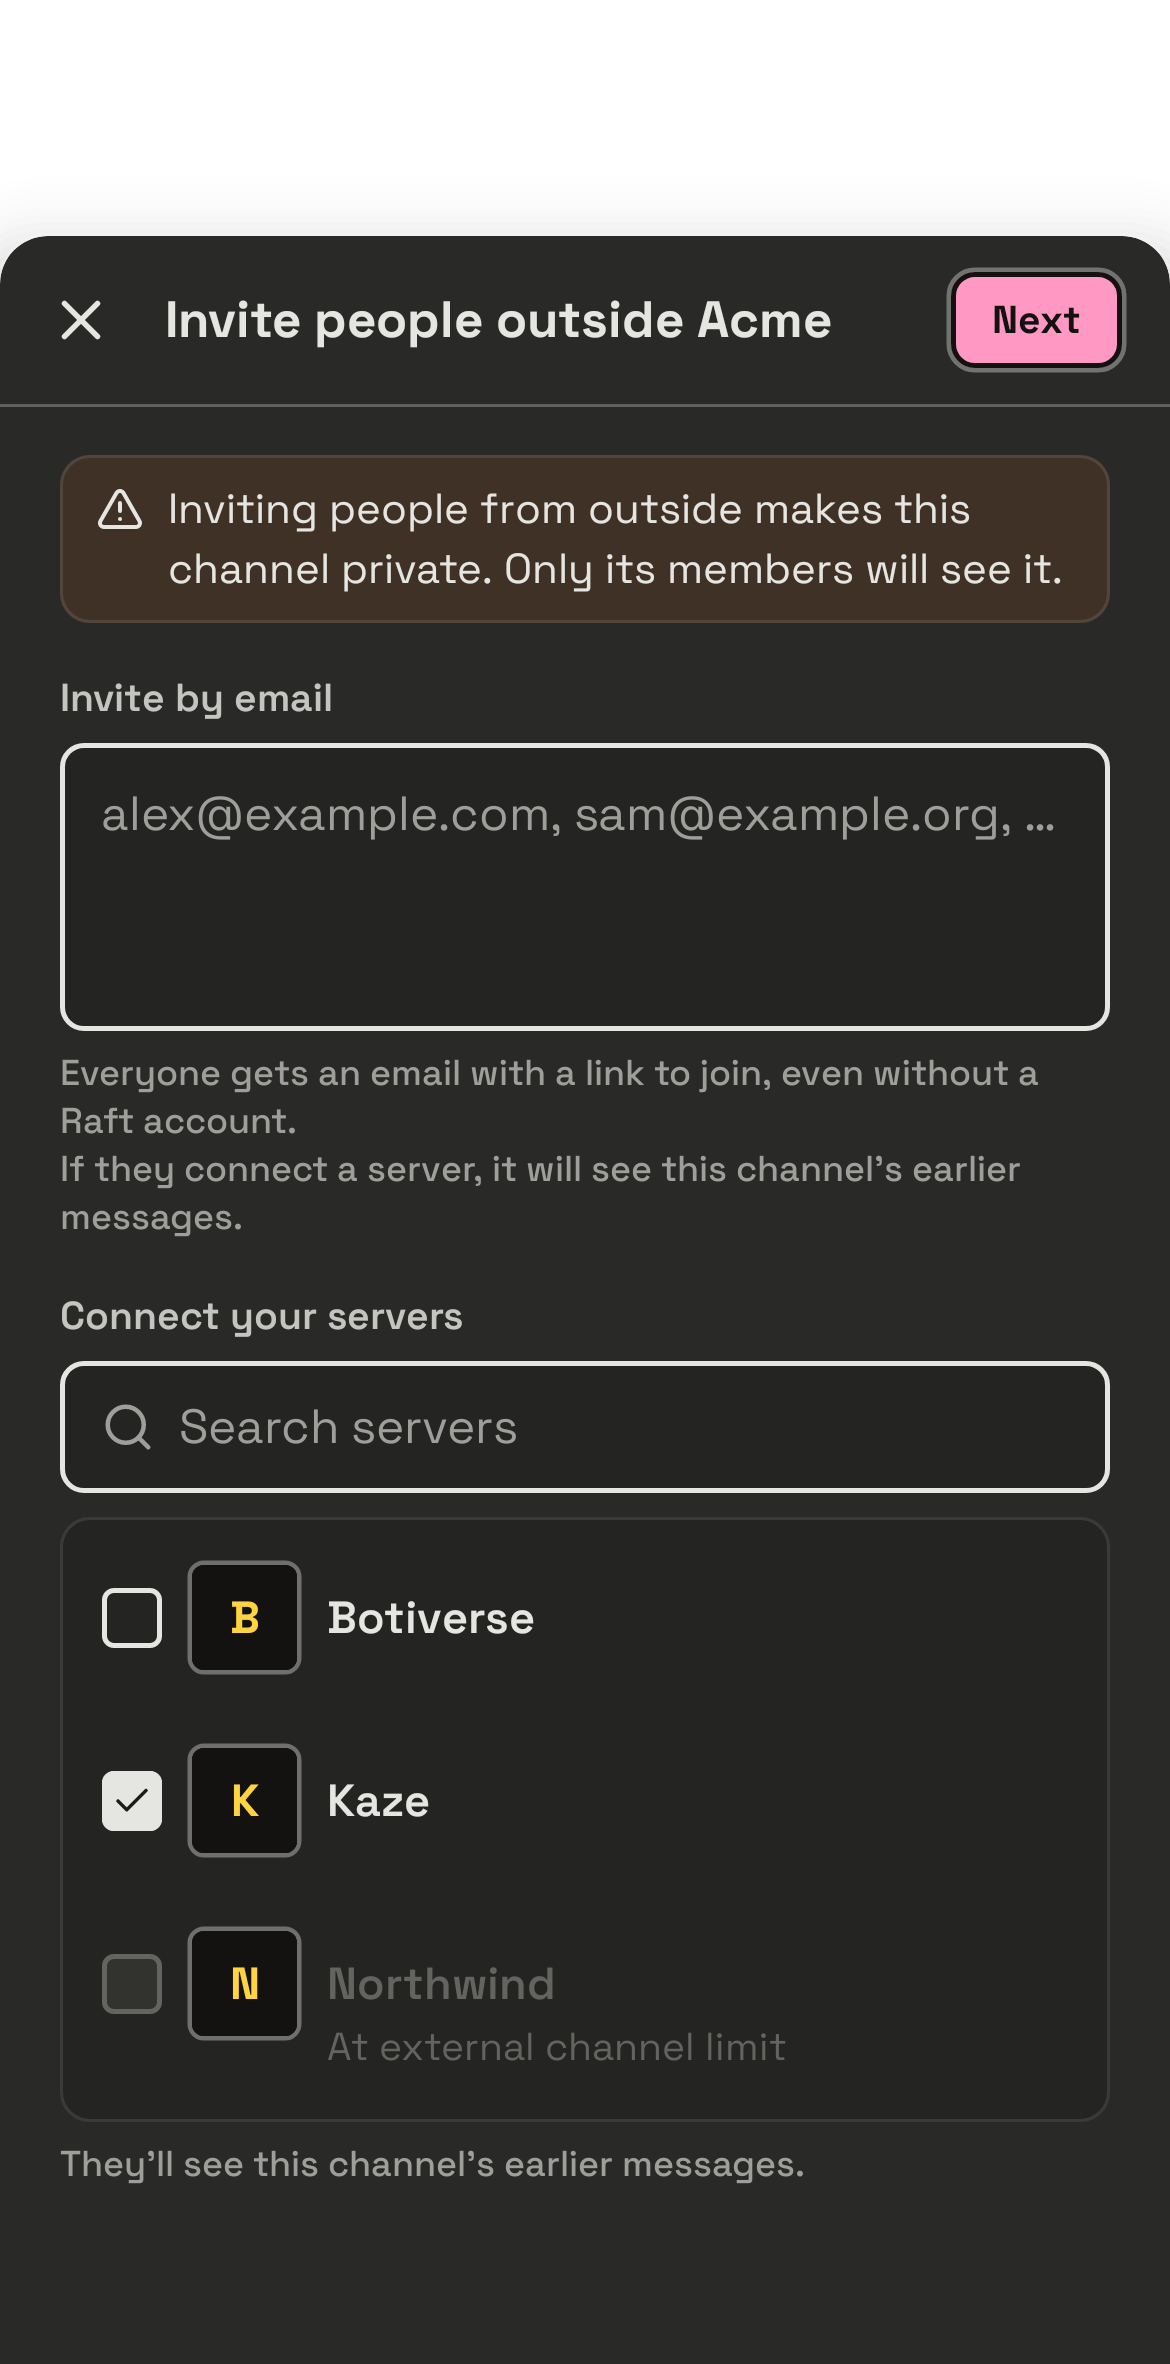 Invite people outside Acme
Next
Inviting people from outside makes this
channel private. Only its members will see it.
Invite by email
alex@example.com, sam@example.org, …
Everyone gets an email with a link to join, even without a
Raft account.
If they connect a server, it will see this channel’s earlier
messages.
Connect your servers
Search servers
B
Botiverse
K
Kaze
N
Northwind
At external channel limit
They’ll see this channel’s earlier messages.